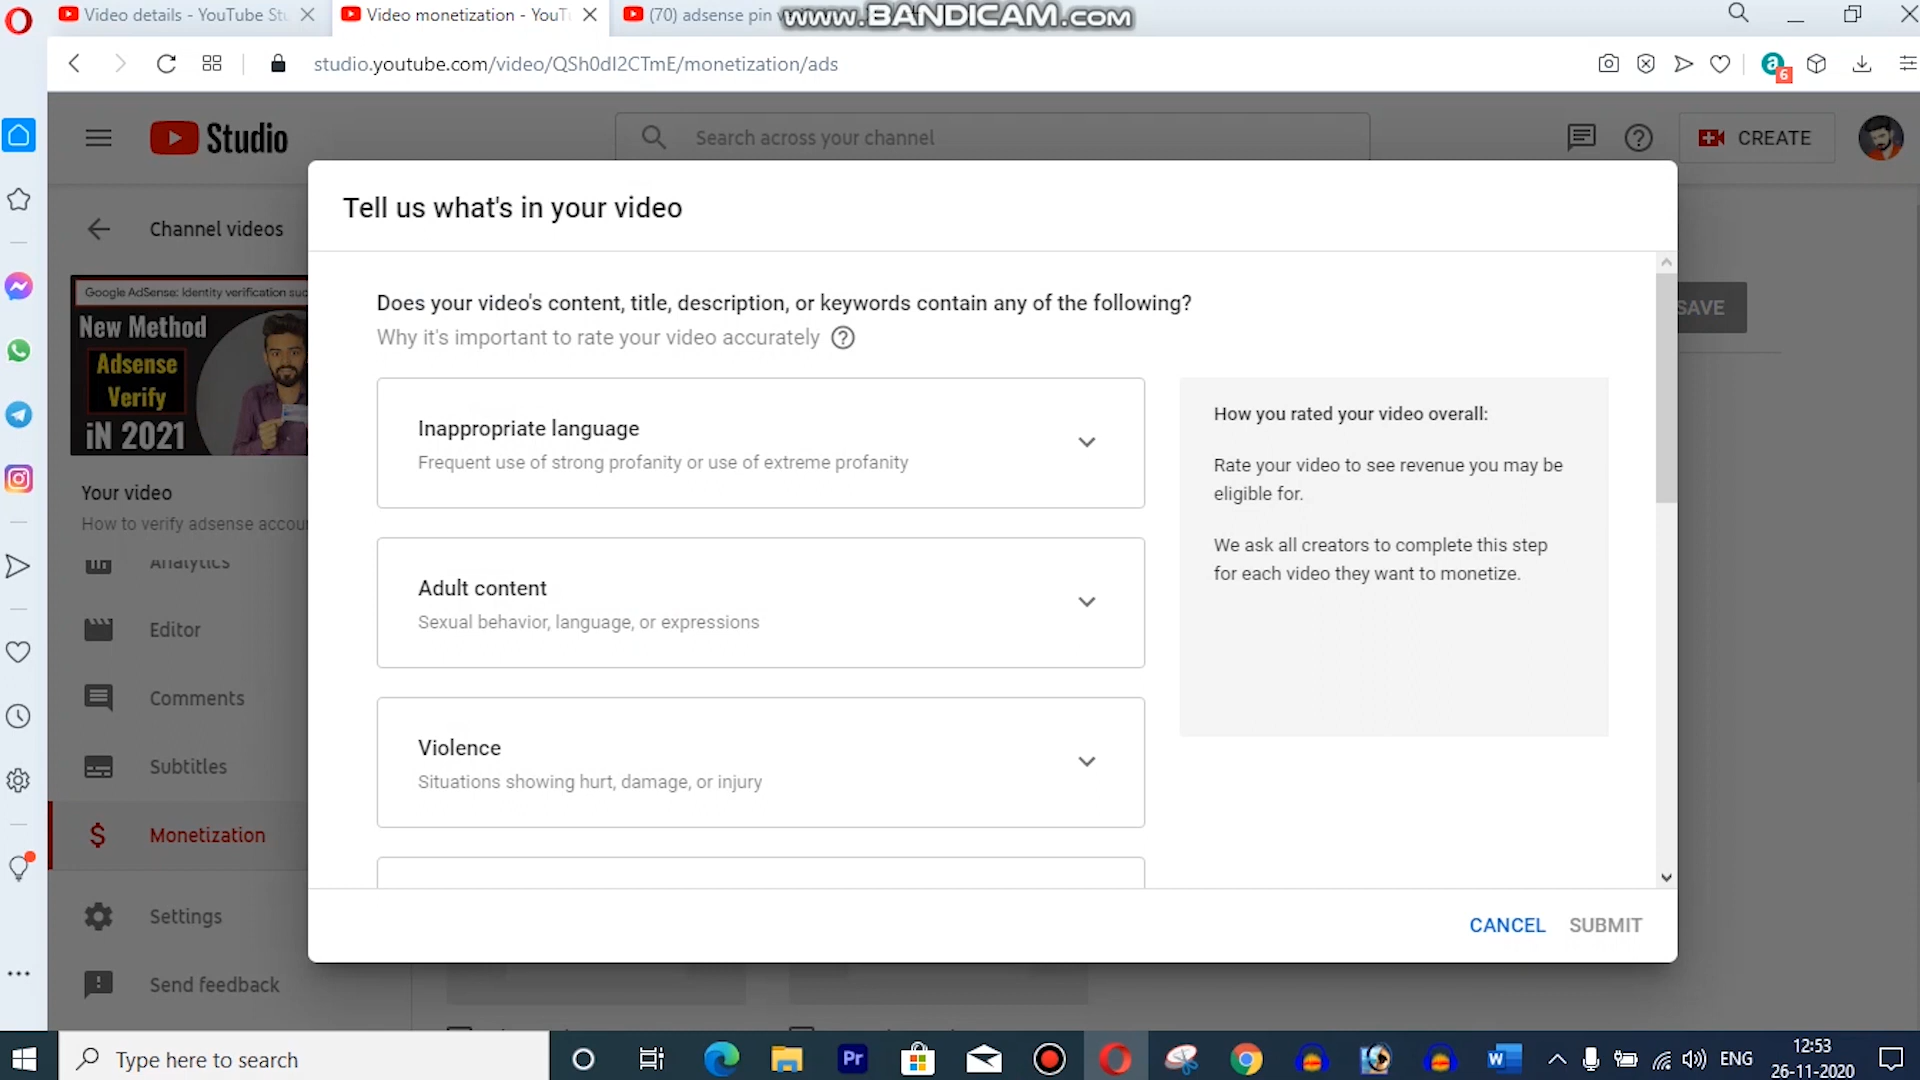 Video details - YouTube Stu
Video monetization - YouT
(70) adsense pin
www.BANDICAM.com
studio.youtube.com/video/QSh0dI2CTmE/monetization/ads
6
Studio
Search across your channel
CREATE
Channel videos
Google AdSense: Identity verification suc
New Method
Adsense
Verify
iN 2021
Your video
How to verify adsense accou
Analytics
Editor
Comments
Subtitles
Monetization
Settings
Send feedback
SAVE
Tell us what's in your video
Does your video's content, title, description, or keywords contain any of the following?
Why it's important to rate your video accurately
Inappropriate language
Frequent use of strong profanity or use of extreme profanity
Adult content
Sexual behavior, language, or expressions
Violence
Situations showing hurt, damage, or injury
How you rated your video overall:
Rate your video to see revenue you may be
eligible for.
We ask all creators to complete this step
for each video they want to monetize.
CANCEL
SUBMIT
Type here to search
Pr
W
ENG
12:53
26-11-2020